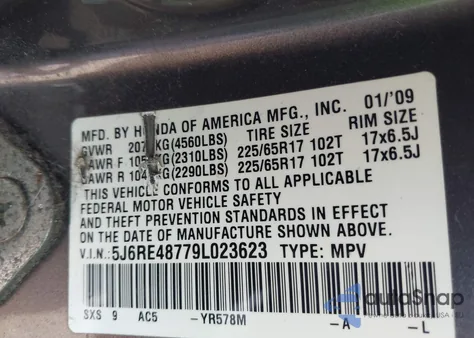 MFD. BY HONDA OF AMERICA MFG., INC. 01/'09
GVWR KG(4560LBS) TIRE SIZE RIM SIZE
GAWR F KG(2310LBS) 225/65R17 102T 17x6.5J
GAWR R KG(2290LBS) 225/65R17 102T 17x6.5J
THIS VEHICLE CONFORMS TO ALL APPLICABLE
FEDERAL MOTOR VEHICLE SAFETY
AND THEFT PREVENTION STANDARDS IN EFFECT
ON THE DATE OF MANUFACTURE SHOWN ABOVE.
V.I.N.: 5J6RE48779L023623 TYPE: MPV
SXS 9 AC5 -YR578M -A -L
autoSnap